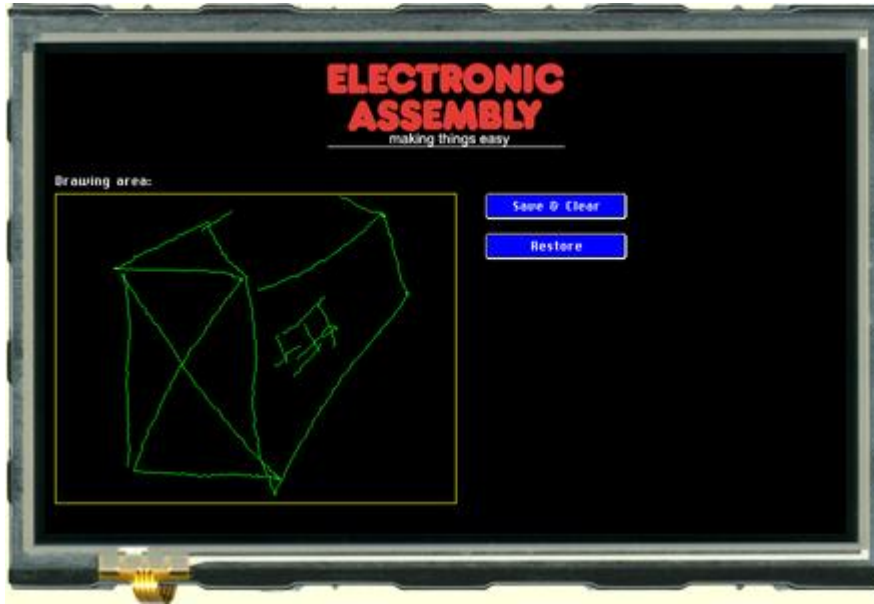 ELECTRONIC
ASSEMBLY
making things easy
Drawing area:
Save & Clear
Restore